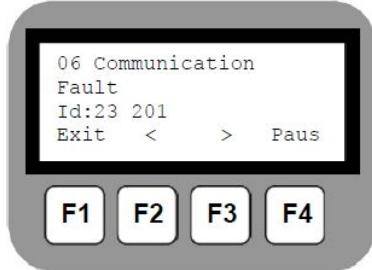 06 Communication
Fault
Id:23 201
Exit < > Paus
F1 F2 F3 F4